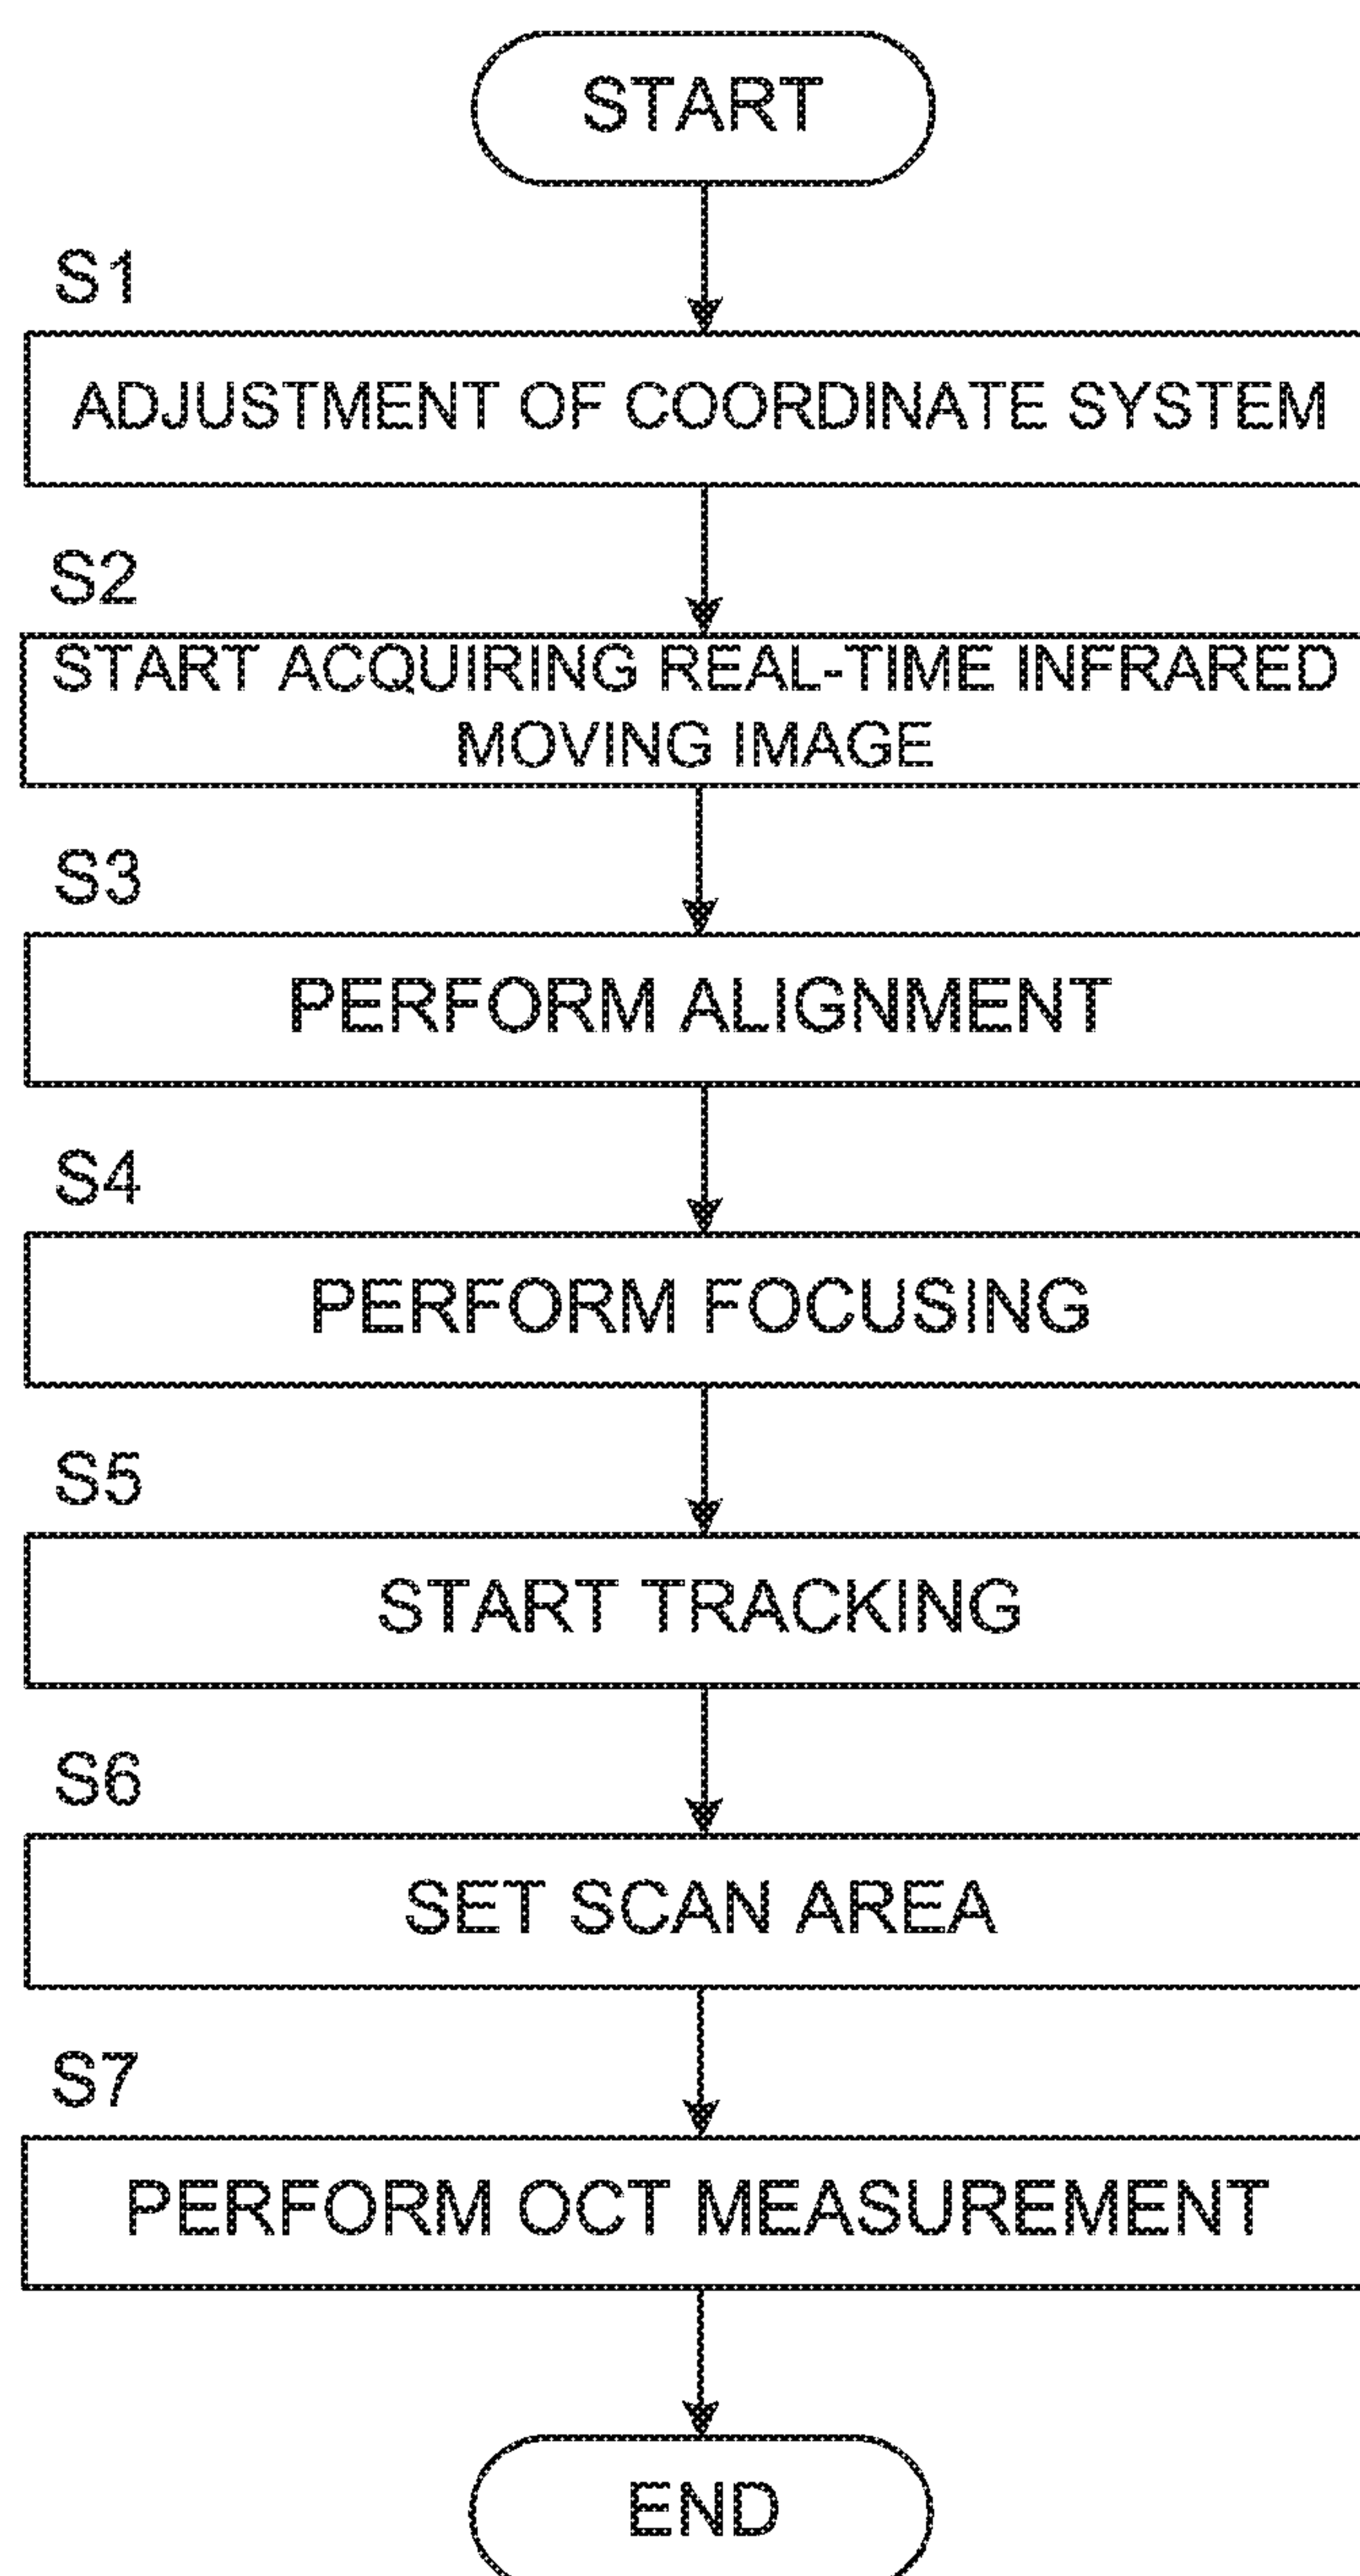 START
S1
ADJUSTMENT OF COORDINATE SYSTEM
S2
START ACQUIRING REAL-TIME INFRARED
MOVING IMAGE
S3
PERFORM ALIGNMENT
S4
PERFORM FOCUSING
S5
START TRACKING
S6
SET SCAN AREA
S7
PERFORM OCT MEASUREMENT
END